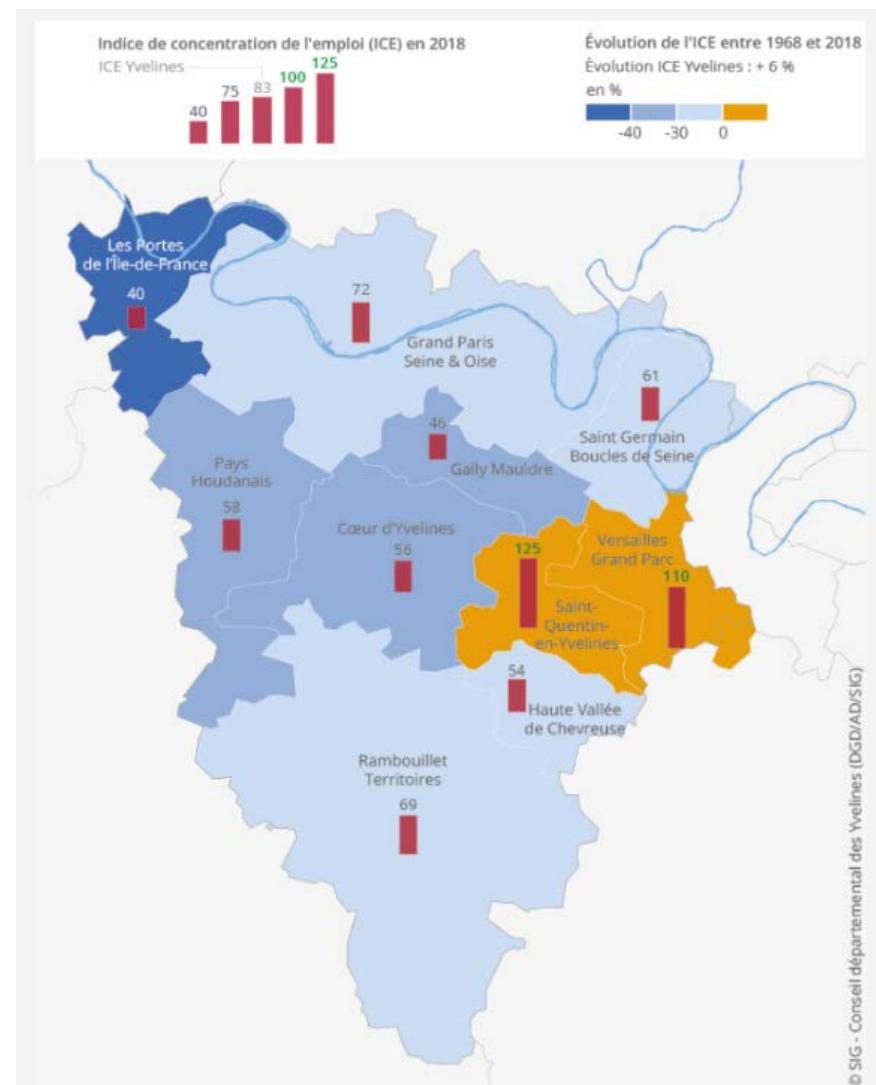 Indice de concentration de l'emploi (ICE) en 2018
ICE Yvelines
40
75
83
100
125
Évolution de l'ICE entre 1968 et 2018
Évolution ICE Yvelines : + 6 %
en %
-40 -30 0
Les Portes
de l'Île-de-France
40
72
Grand Paris
Seine & Oise
61
Saint Germain
Boucles de Seine
46
Gally Mauldre
Pays
Houdanais
58
Cœur d'Yvelines
56
125
Saint-
Quentin-
en-Yvelines
Versailles
Grand Parc
110
54
Haute Vallée
de Chevreuse
Rambouillet
Territoires
69
© SIG - Conseil départemental des Yvelines (DGD/AD/SIG)